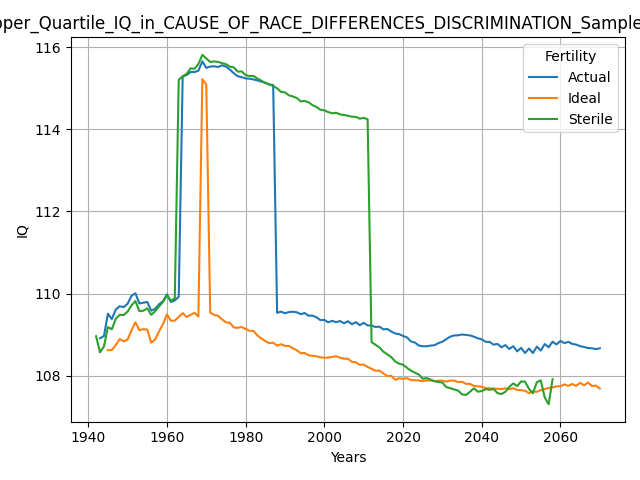 pper_Quartile_IQ_in_CAUSE_OF_RACE_DIFFERENCES_DISCRIMINATION_Sample
116
114
112
110
108
IQ
Fertility
Actual
Ideal
Sterile
1940
1960
1980
2000
2020
2040
2060
Years